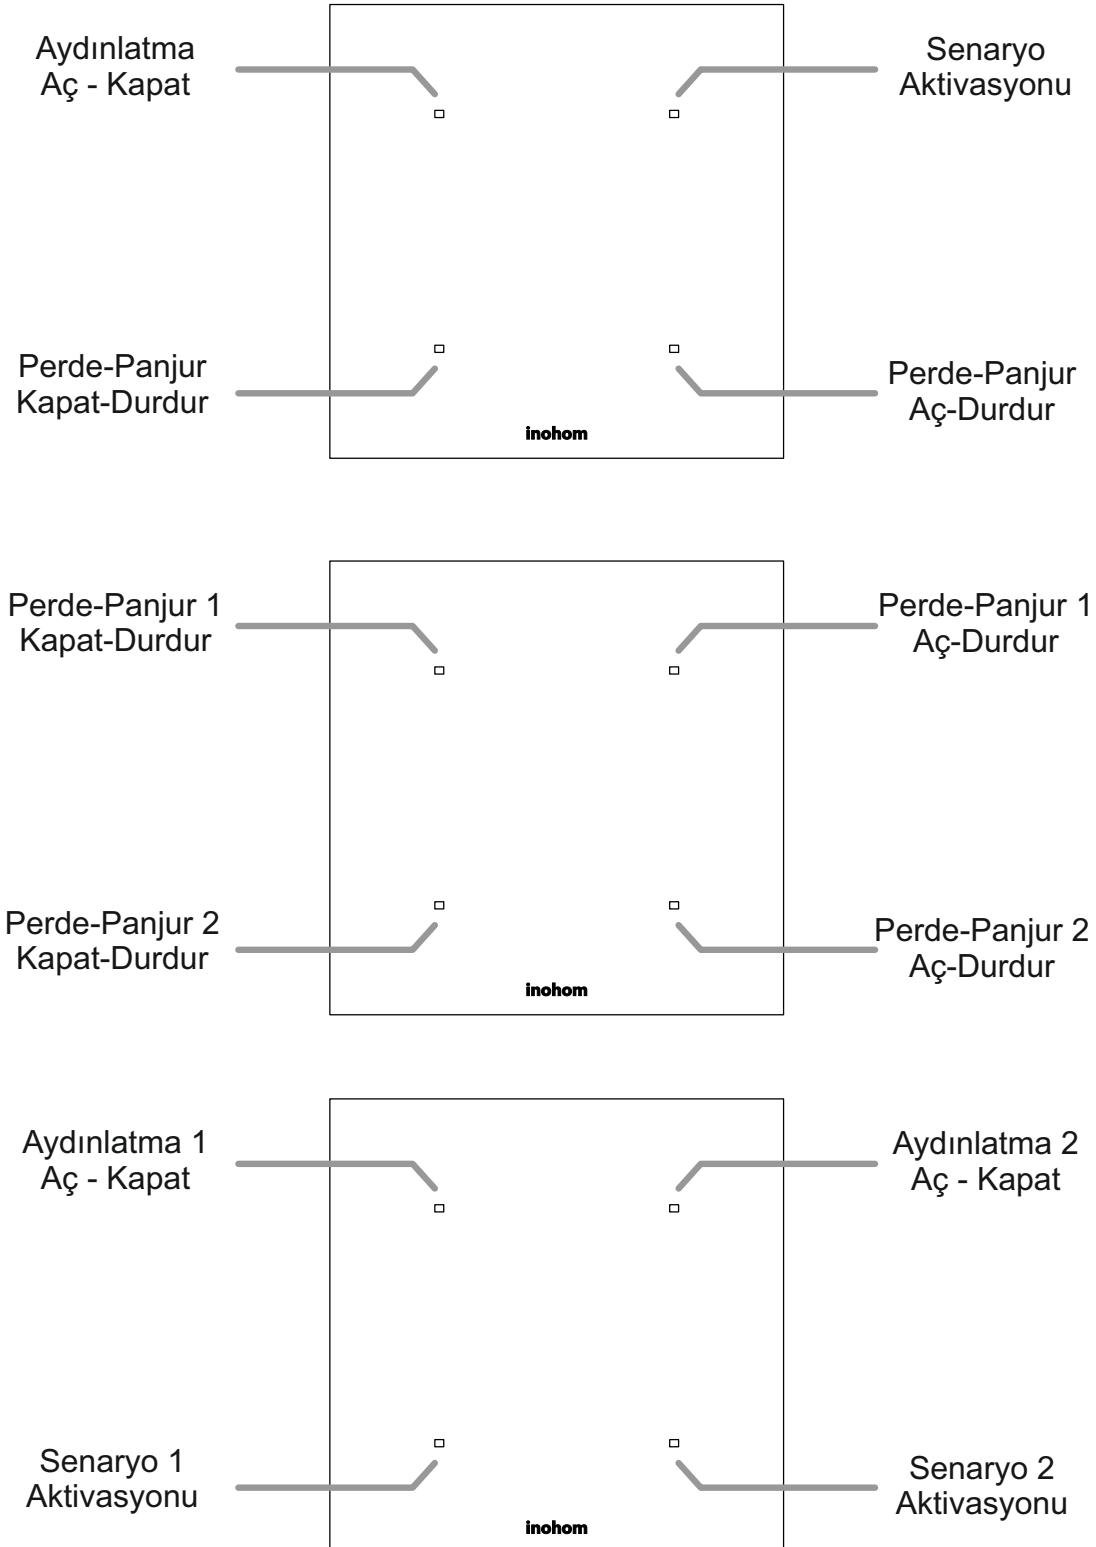 Aydınlatma
Aç - Kapat
Senaryo
Aktivasyonu
Perde-Panjur
Kapat-Durdur
Perde-Panjur
Aç-Durdur
inohom
Perde-Panjur 1
Kapat-Durdur
Perde-Panjur 1
Aç-Durdur
Perde-Panjur 2
Kapat-Durdur
Perde-Panjur 2
Aç-Durdur
inohom
Aydınlatma 1
Aç - Kapat
Aydınlatma 2
Aç - Kapat
Senaryo 1
Aktivasyonu
Senaryo 2
Aktivasyonu
inohom